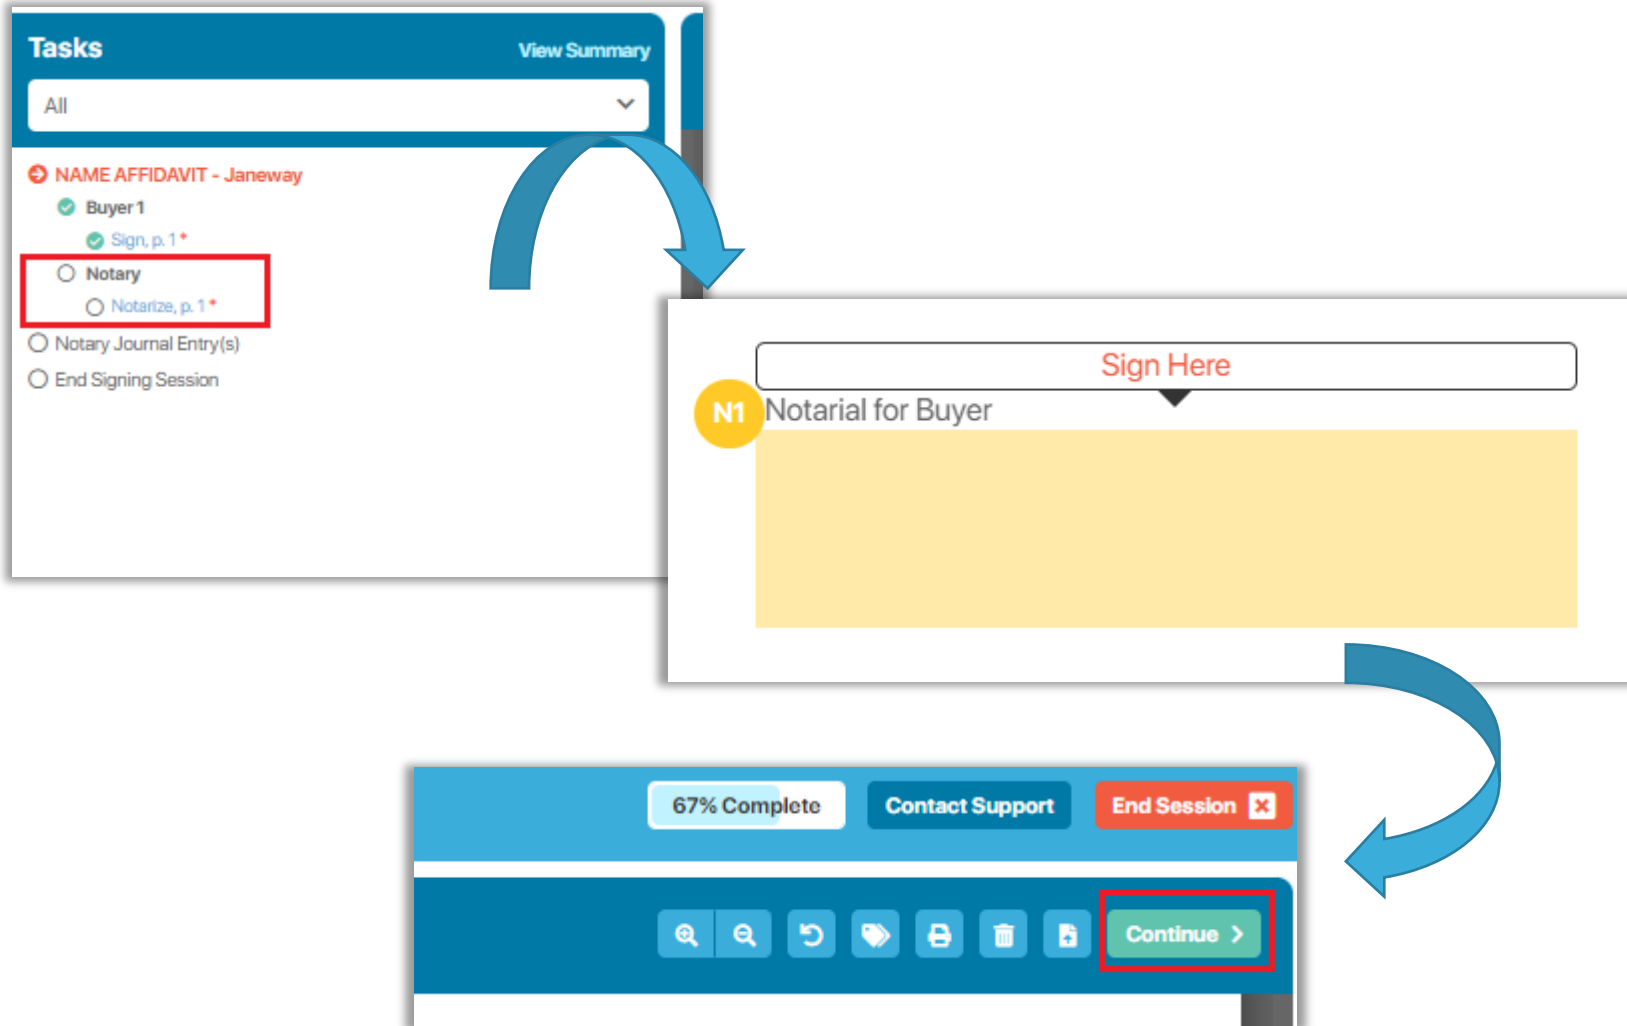 Tasks
View Summary
All
NAME AFFIDAVIT - Janeway
Buyer 1
Sign, p. 1 *
Notary
Notarize, p. 1 *
Notary Journal Entry(s)
End Signing Session
Sign Here
N1
Notarial for Buyer
67% Complete
Contact Support
End Session
Continue